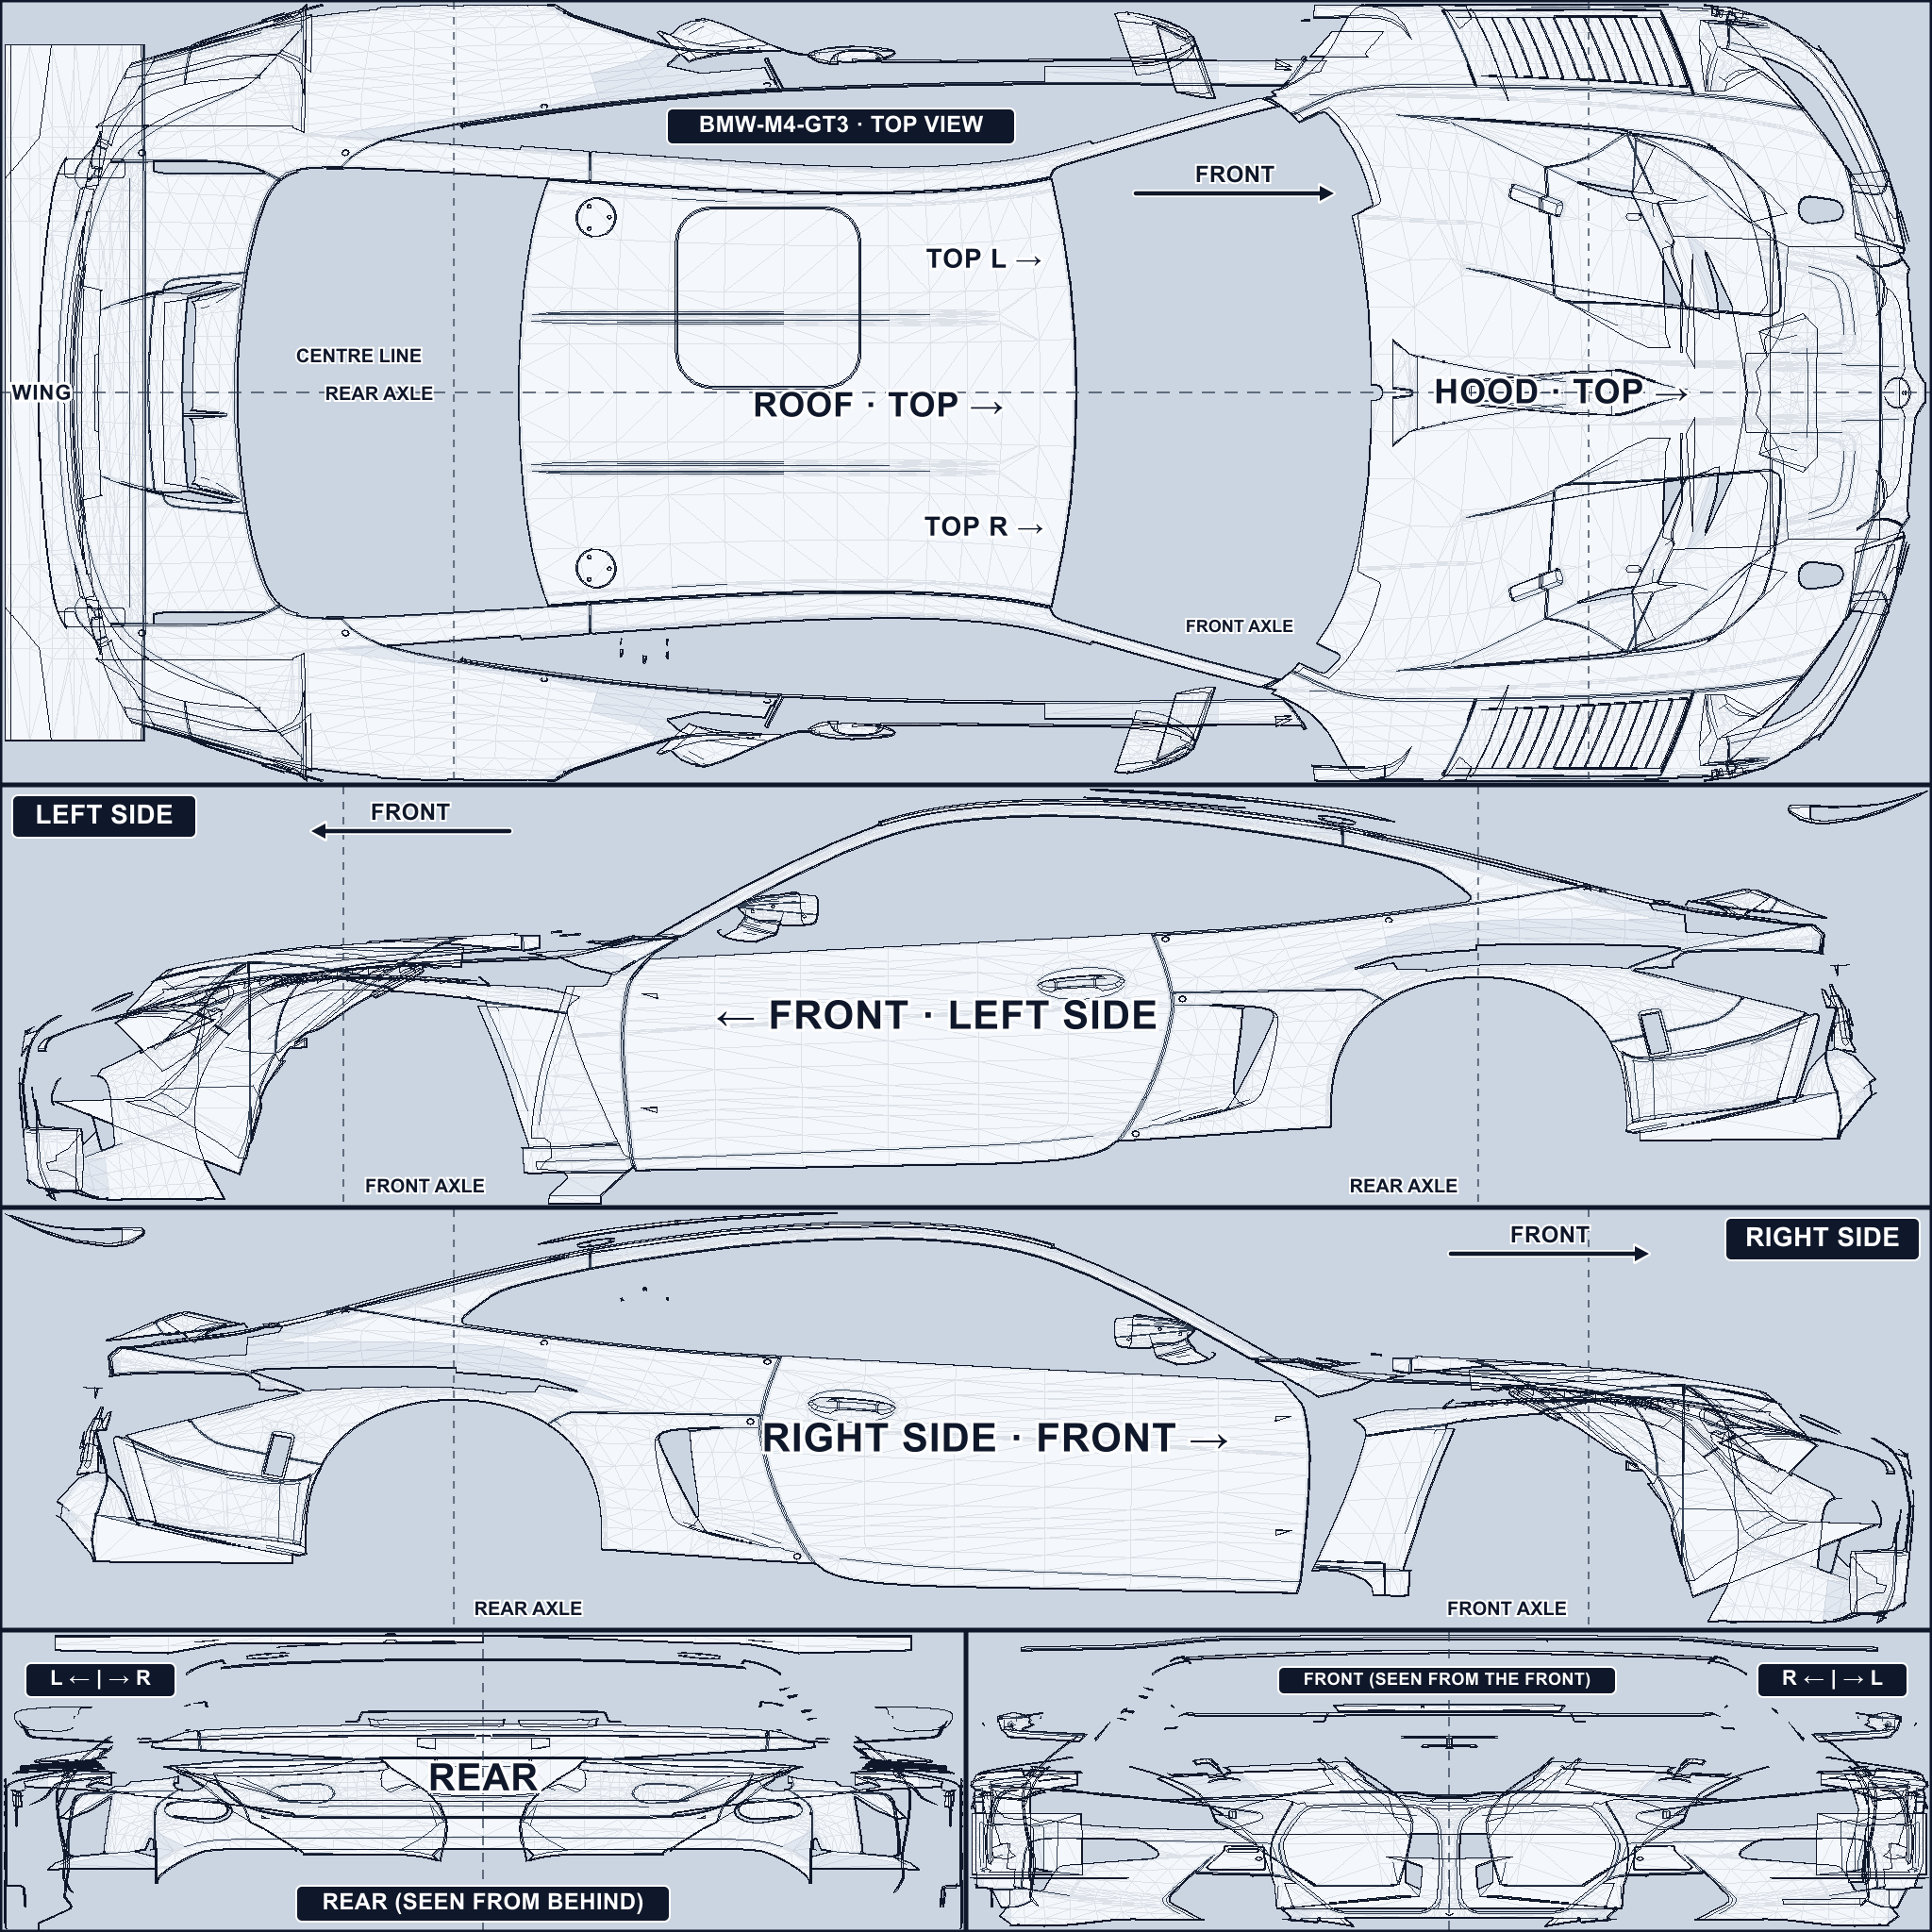 BMW-M4-GT3 · TOP VIEW
FRONT
TOP L →
CENTRE LINE
WING
REAR AXLE
ROOF · TOP →
HOOD · TOP →
TOP R →
FRONT AXLE
LEFT SIDE
FRONT
← FRONT · LEFT SIDE
FRONT AXLE
REAR AXLE
FRONT
RIGHT SIDE
RIGHT SIDE · FRONT →
REAR AXLE
FRONT AXLE
L ← | → R
REAR
REAR (SEEN FROM BEHIND)
FRONT (SEEN FROM THE FRONT)
R ← | → L